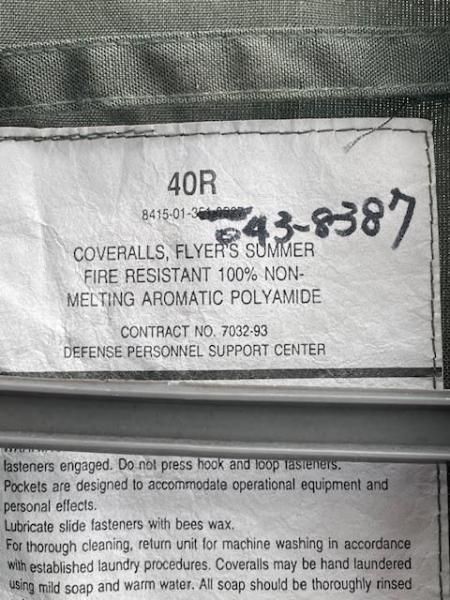 40R
8415-01-
043-8387
COVERALLS, FLYER'S SUMMER
FIRE RESISTANT 100% NON-
MELTING AROMATIC POLYAMIDE
CONTRACT NO. 7032-93
DEFENSE PERSONNEL SUPPORT CENTER
fasteners engaged. Do not press hook and loop fasteners.
Pockets are designed to accommodate operational equipment and
personal effects.
Lubricate slide fasteners with bees wax.
For thorough cleaning, return unit for machine washing in accordance
with established laundry procedures. Coveralls may be hand laundered
using mild soap and warm water. All soap should be thoroughly rinsed